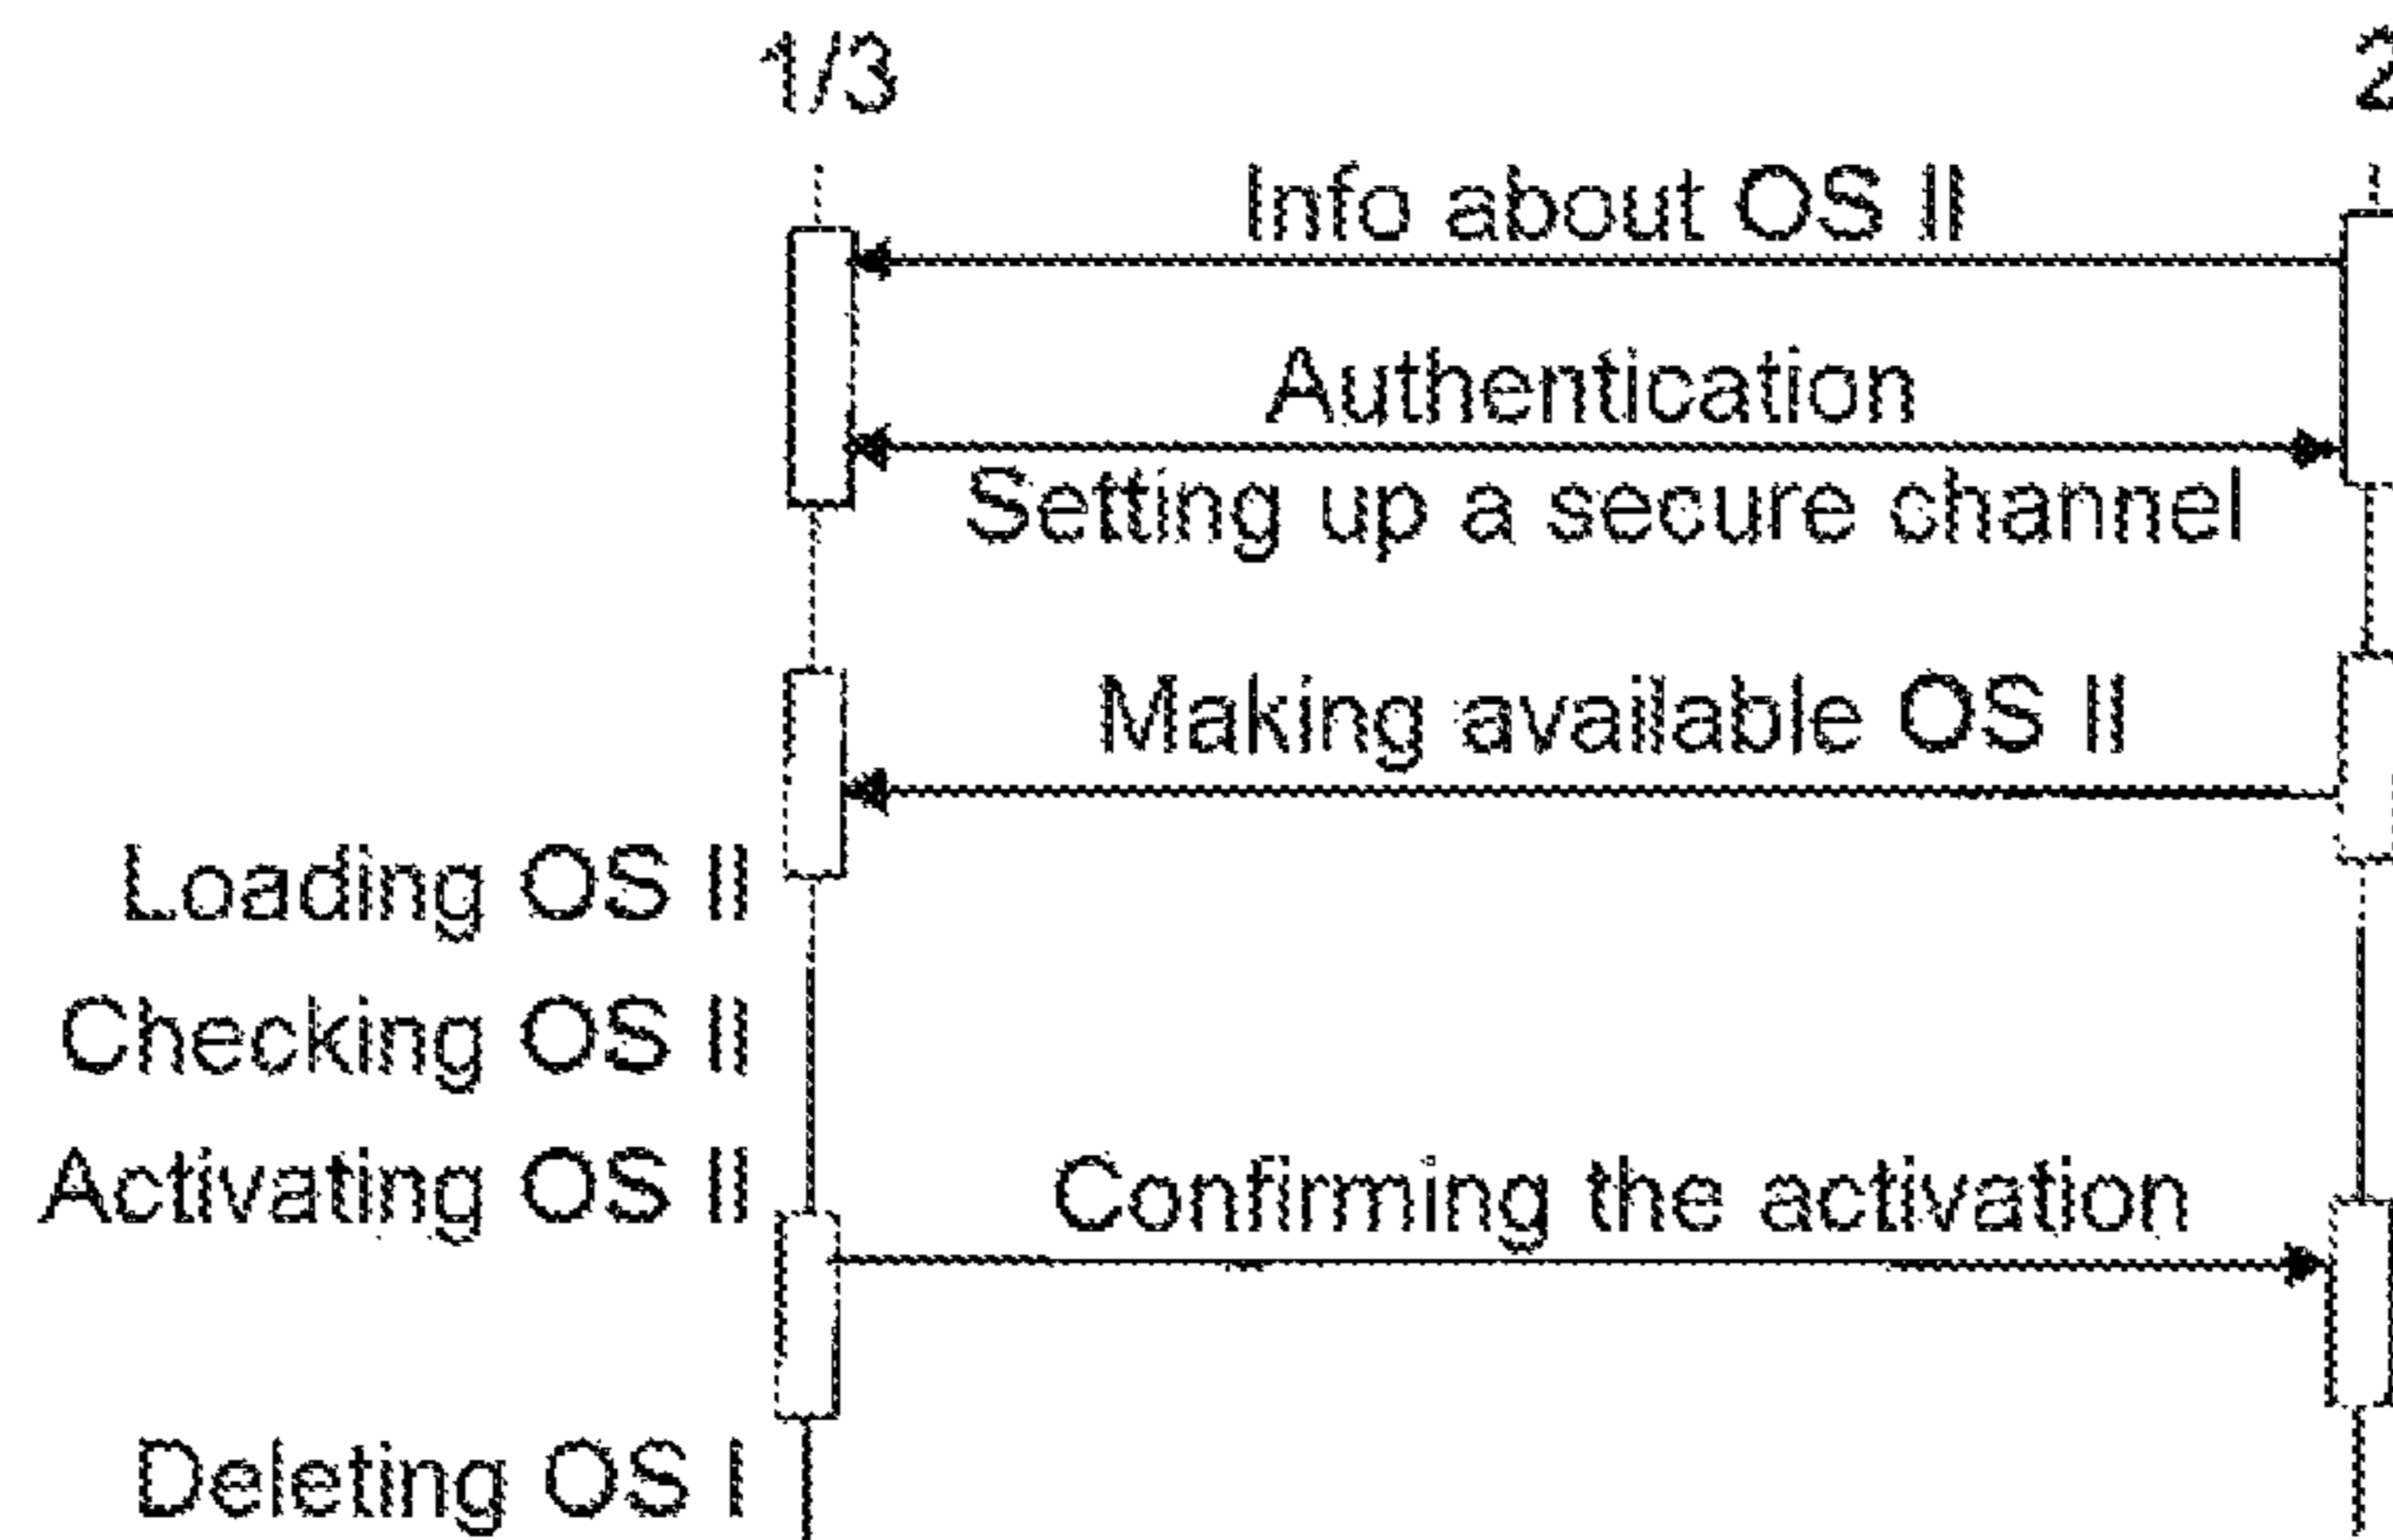 1/3 2
Info about OS II
Authentication
Setting up a secure channel
Making available OS II
Loading OS II
Checking OS II
Activating OS II
Confirming the activation
Deleting OS I